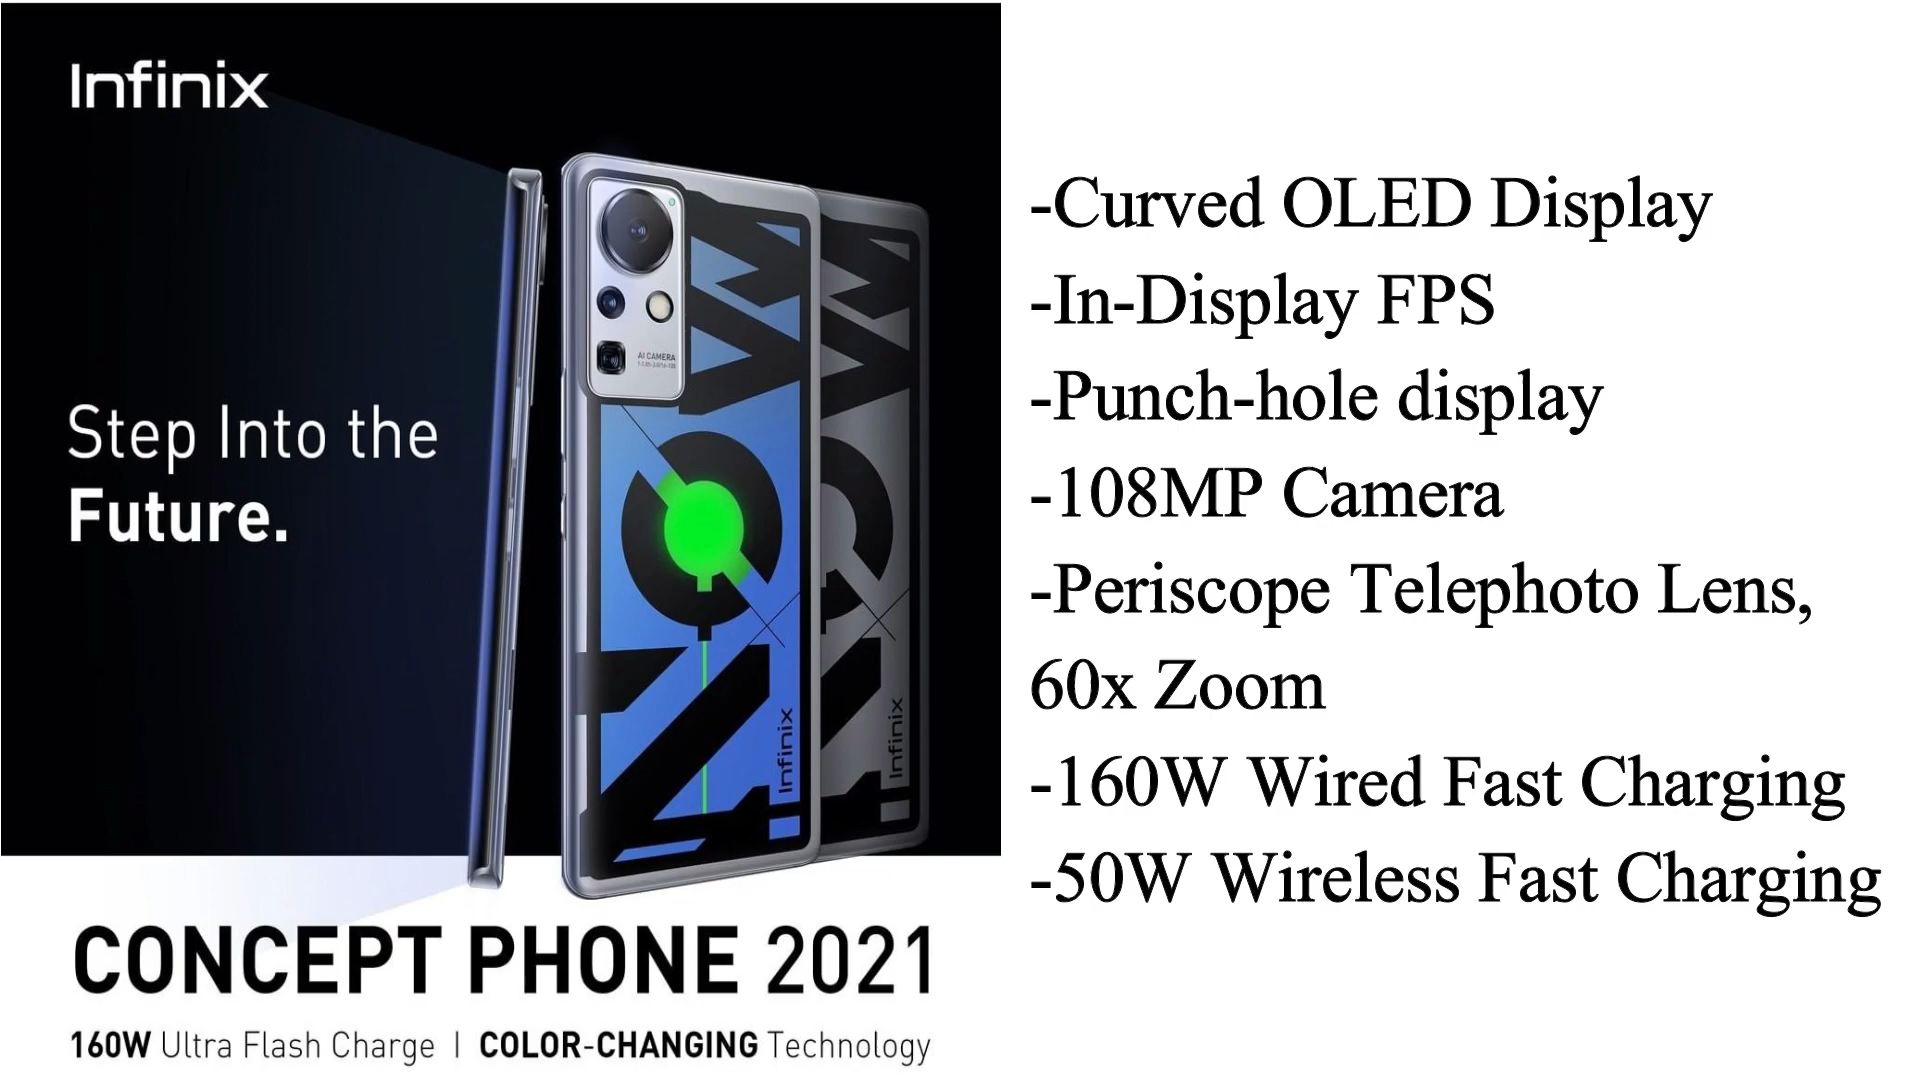 Infinix
Step Into the
Future.
AI CAMERA
NOW
Infinix
Infinix
CONCEPT PHONE 2021
160W Ultra Flash Charge | COLOR-CHANGING Technology
-Curved OLED Display
-In-Display FPS
-Punch-hole display
-108MP Camera
-Periscope Telephoto Lens,
60x Zoom
-160W Wired Fast Charging
-50W Wireless Fast Charging